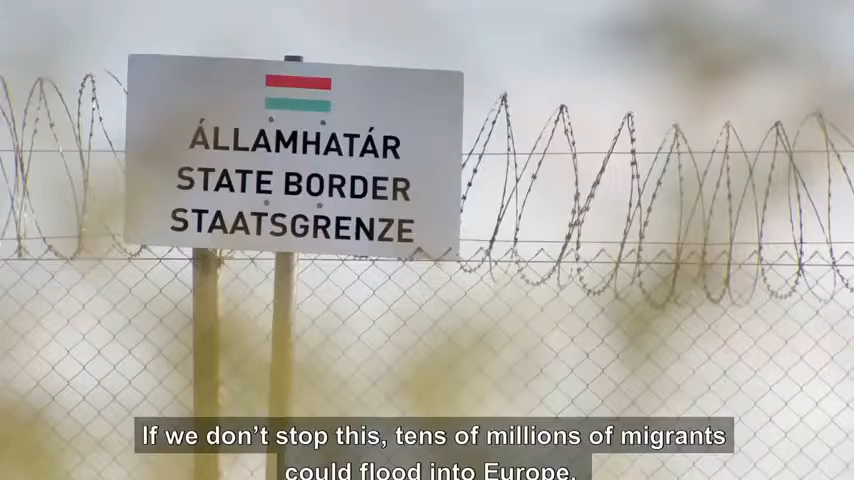 ÁLLAMHATÁR
STATE BORDER
STAATSGRENZE
If we don't stop this, tens of millions of migrants
could flood into Europe.